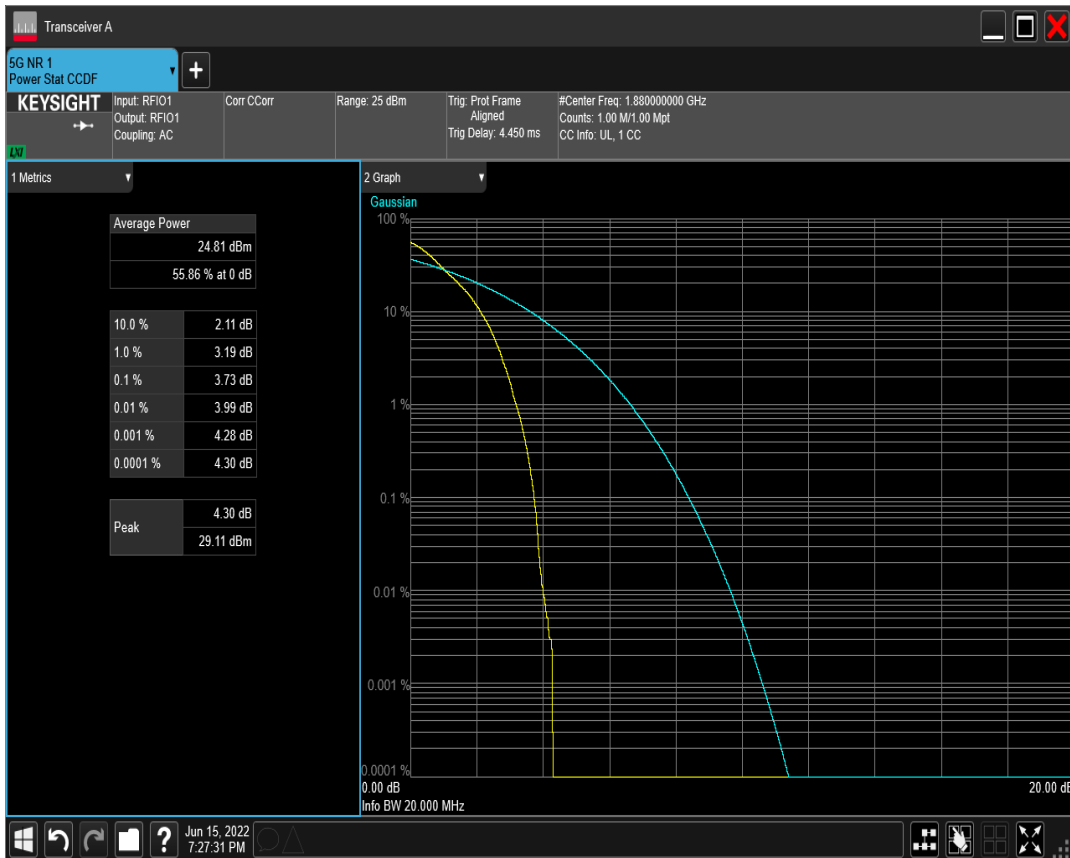 Transceiver A
5G NR 1
Power Stat CCDF
+
KEYSIGHT
LXI
Input: RFIO1
Output: RFIO1
Coupling: AC
Corr CCorr
Range: 25 dBm
Trig: Prot Frame
Aligned
Trig Delay: 4.450 ms
#Center Freq: 1.880000000 GHz
Counts: 1.00 M/1.00 Mpt
CC Info: UL, 1 CC
1 Metrics
Average Power
24.81 dBm
55.86 % at 0 dB
10.0 % 2.11 dB
1.0 % 3.19 dB
0.1 % 3.73 dB
0.01 % 3.99 dB
0.001 % 4.28 dB
0.0001 % 4.30 dB
Peak 4.30 dB
29.11 dBm
2 Graph
Gaussian
100 %
10 %
1 %
0.1 %
0.01 %
0.001 %
0.0001 %
0.00 dB 20.00 dB
Info BW 20.000 MHz
? Jun 15, 2022
7:27:31 PM